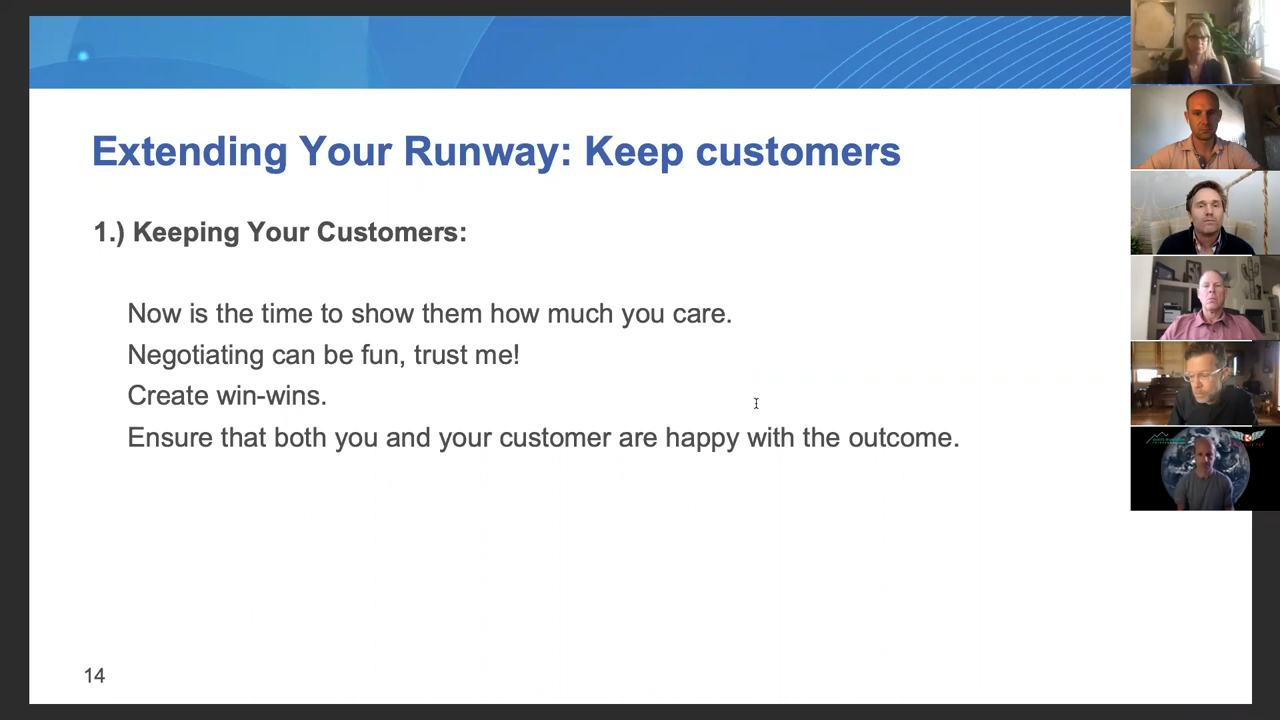 Extending Your Runway: Keep customers
1.) Keeping Your Customers:
Now is the time to show them how much you care.
Negotiating can be fun, trust me!
Create win-wins.
Ensure that both you and your customer are happy with the outcome.
14